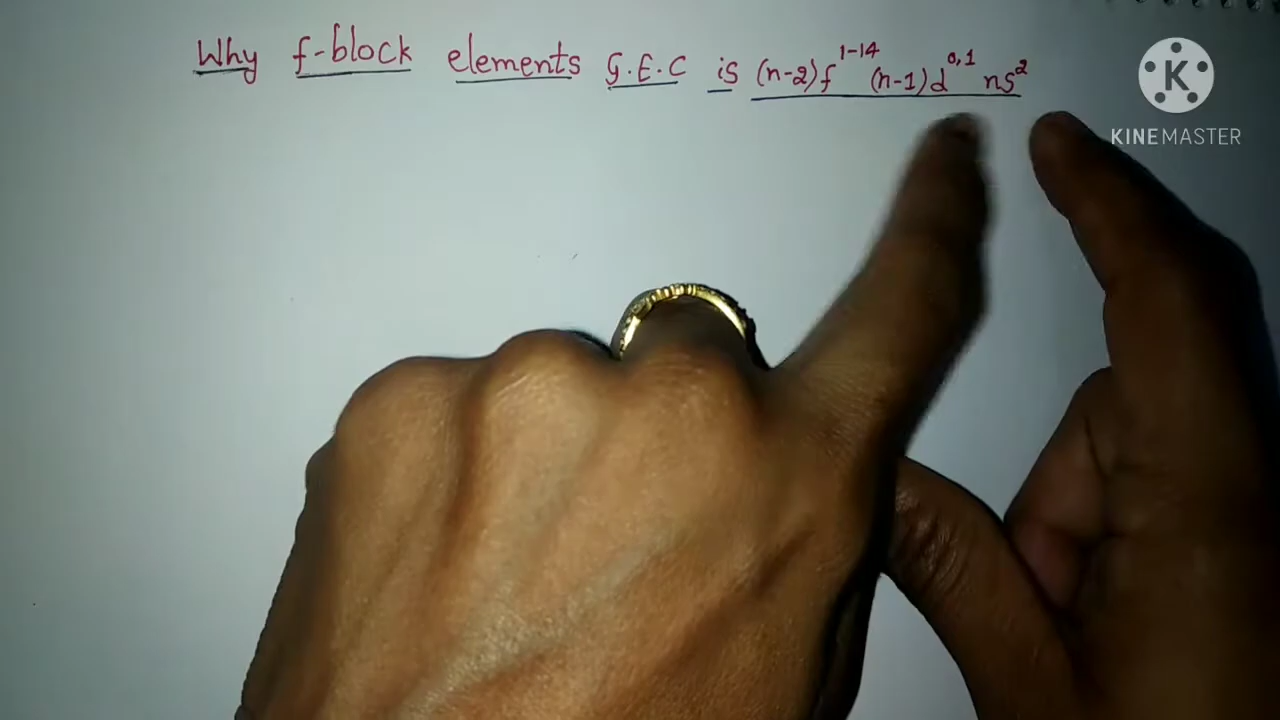 Why f-block elements G.E.C is (n-2)f¹⁻¹⁴ (n-1)d⁰,¹ ns²
K
KINEMASTER